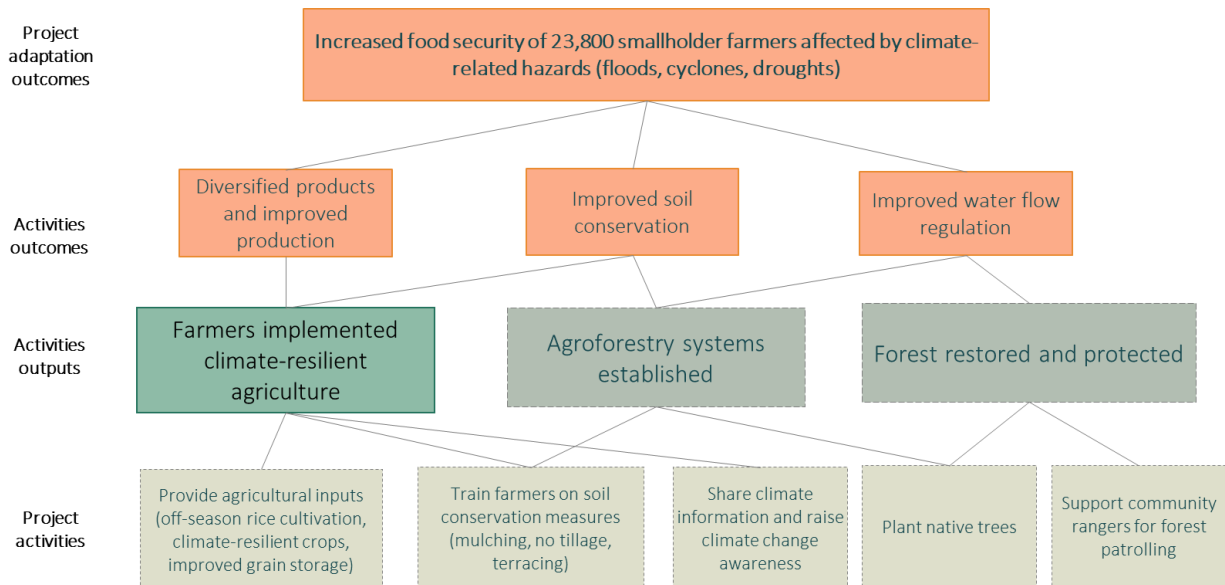 Project
adaptation
outcomes
Increased food security of 23,800 smallholder farmers affected by climate-
related hazards (floods, cyclones, droughts)
Activities
outcomes
Diversified products
and improved
production
Improved soil
conservation
Improved water flow
regulation
Activities
outputs
Farmers implemented
climate-resilient
agriculture
Agroforestry systems
established
Forest restored and protected
Project
activities
Provide agricultural inputs
(off-season rice cultivation,
climate-resilient crops,
improved grain storage)
Train farmers on soil
conservation measures
(mulching, no tillage,
terracing)
Share climate
information and raise
climate change
awareness
Plant native trees
Support community
rangers for forest
patrolling